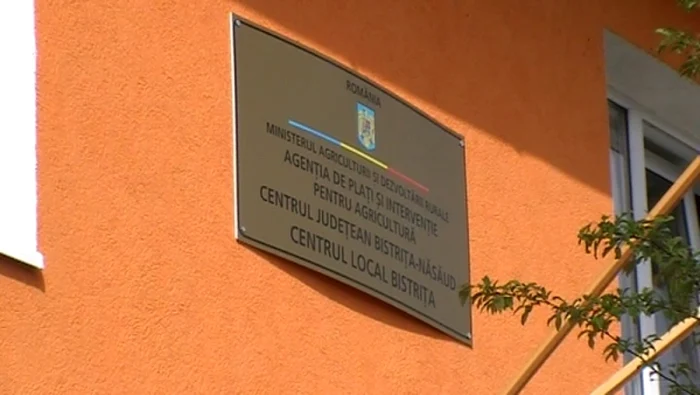 ROMÂNIA
MINISTERUL AGRICULTURII ȘI DEZVOLTĂRII RURALE
AGENȚIA DE PLĂȚI ȘI INTERVENȚIE
PENTRU AGRICULTURĂ
CENTRUL JUDEȚEAN BISTRIȚA-NĂSĂUD
CENTRUL LOCAL BISTRIȚA